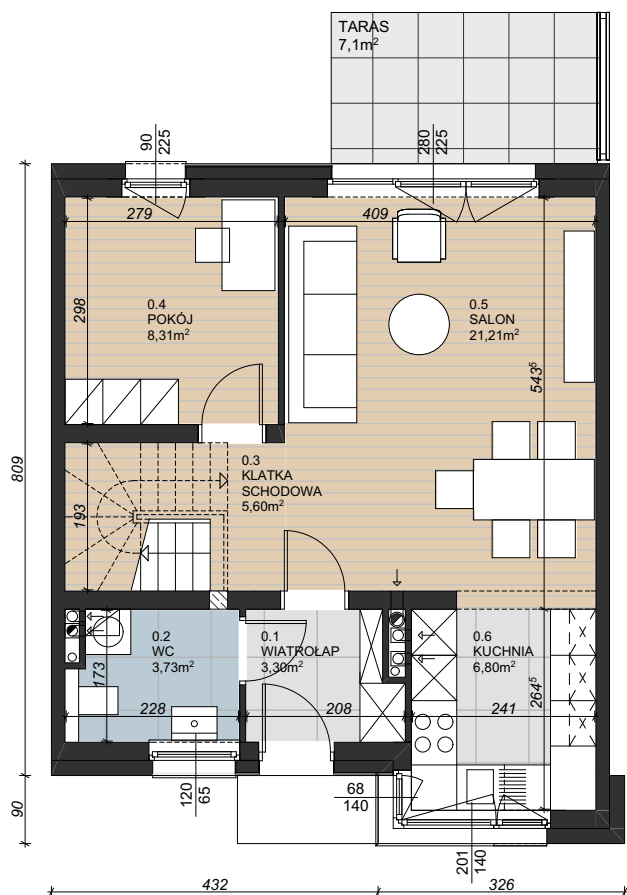 TARAS
7,1m²
90
225
280
225
279
409
298
0.4
POKÓJ
8,31m²
0.5
SALON
21,21m²
543⁵
809
193
0.3
KLATKA
SCHODOWA
5,60m²
0.2
WC
3,73m²
0.1
WIATROŁAP
3,30m²
0.6
KUCHNIA
6,80m²
173
264⁵
228
208
241
120
65
68
140
90
201
140
432
326